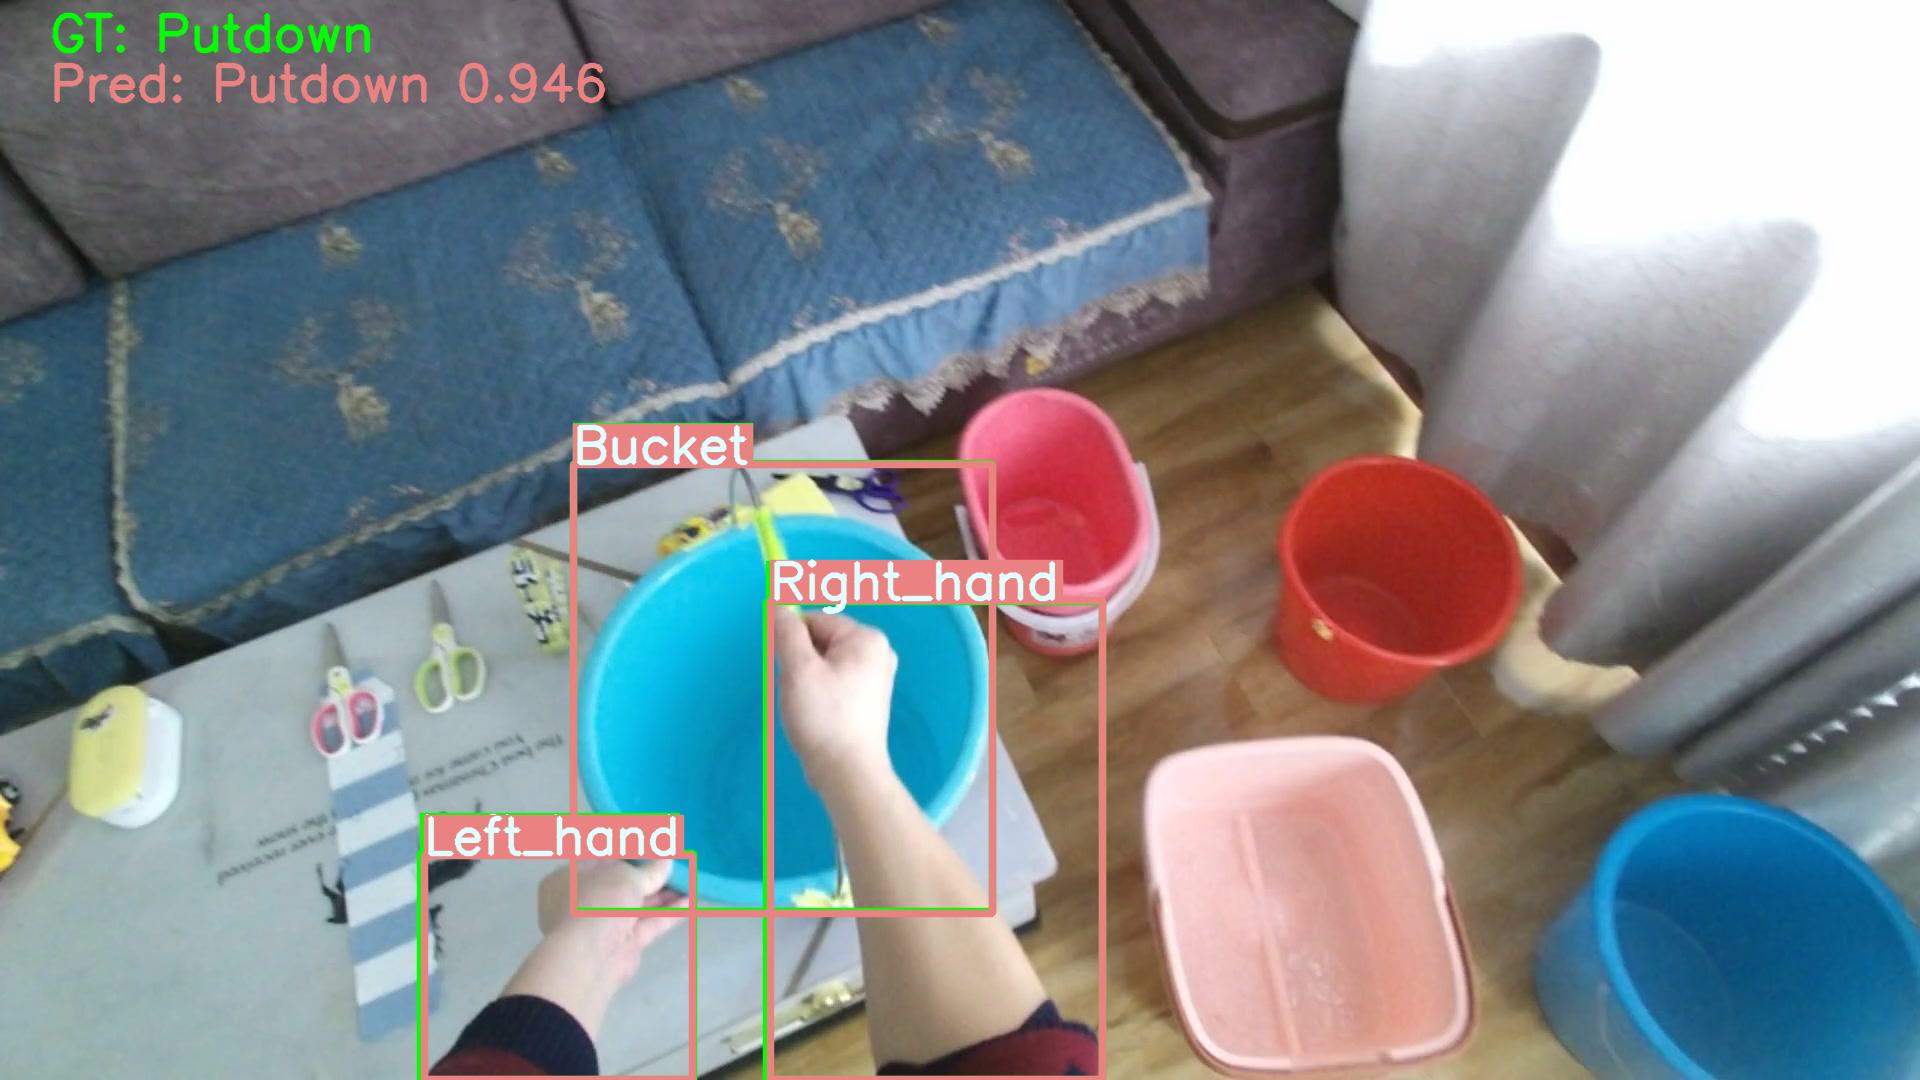 GT: Putdown
Pred: Putdown 0.946
Bucket
Right_hand
Left_hand